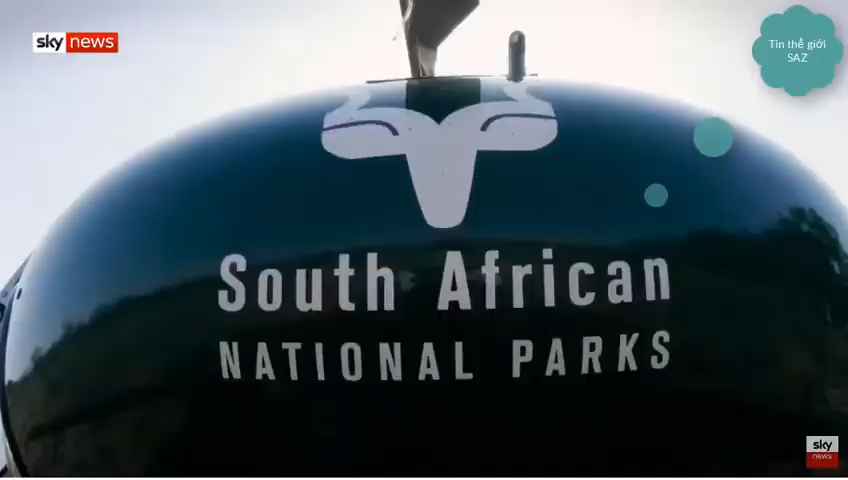 sky news
Tin thế giới
SAZ
South African
NATIONAL PARKS
sky
news